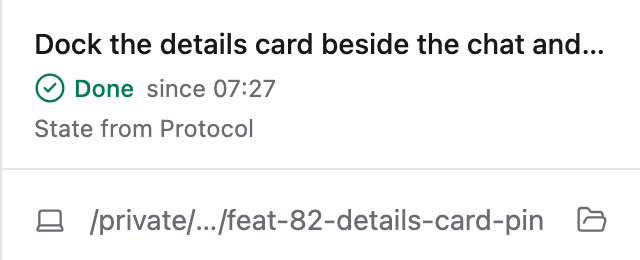 Dock the details card beside the chat and...
Done since 07:27
State from Protocol
/private/.../feat-82-details-card-pin